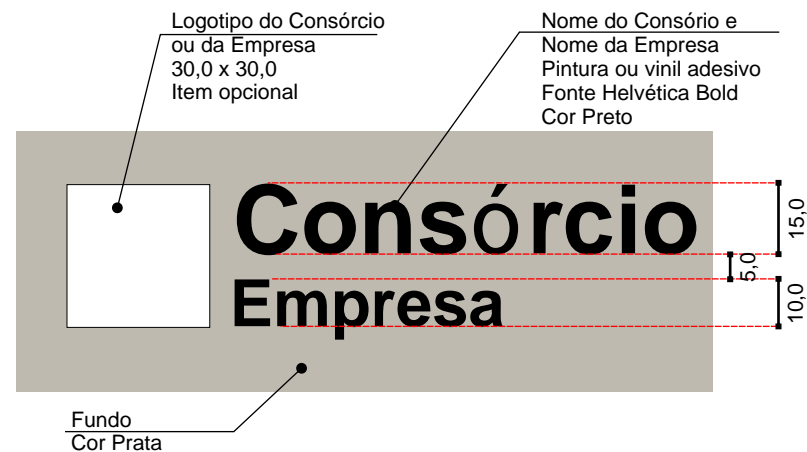 Logotipo do Consórcio
ou da Empresa
30,0 x 30,0
Item opcional
Nome do Consório e
Nome da Empresa
Pintura ou vinil adesivo
Fonte Helvética Bold
Cor Preto
Consórcio
Empresa
15,0
5,0
10,0
Fundo
Cor Prata